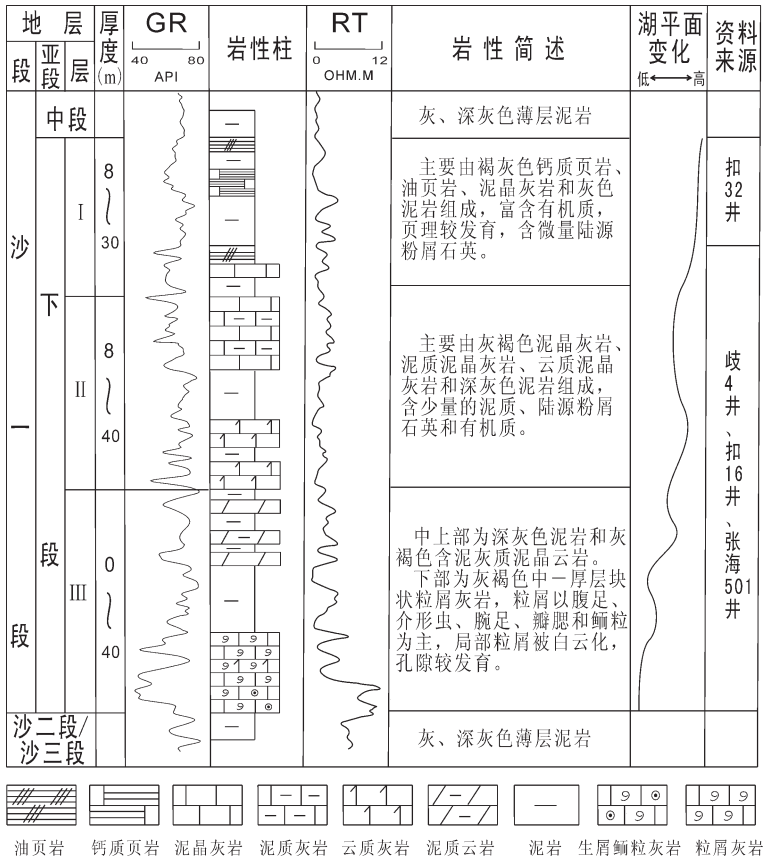 地 层
厚度(m)
GR
40 80
API
岩性柱
RT
0 12
OHM.M
岩 性 简 述
湖平面
变化
低 高
资料
来源
段
亚段
层
沙一段
中段
灰、深灰色薄层泥岩
下段
Ⅰ
8
30
主要由褐灰色钙质页岩、
油页岩、泥晶灰岩和灰色
泥岩组成，富含有机质，
页理较发育，含微量陆源
粉屑石英。
扣
32
井
Ⅱ
8
40
主要由灰褐色泥晶灰岩、
泥质泥晶灰岩、云质泥晶
灰岩和深灰色泥岩组成，
含少量的泥质、陆源粉屑
石英和有机质。
歧
4
井
、
扣
16
井
、
张
海
501
井
Ⅲ
0
40
中上部为深灰色泥岩和灰
褐色含泥灰质泥晶云岩。
下部为灰褐色中－厚层块
状粒屑灰岩，粒屑以腹足、
介形虫、腕足、瓣腮和鲕粒
为主，局部粒屑被白云化，
孔隙较发育。
沙二段/
沙三段
灰、深灰色薄层泥岩
油页岩 钙质页岩 泥晶灰岩 泥质灰岩 云质灰岩 泥质云岩 泥岩 生屑鲕粒灰岩 粒屑灰岩